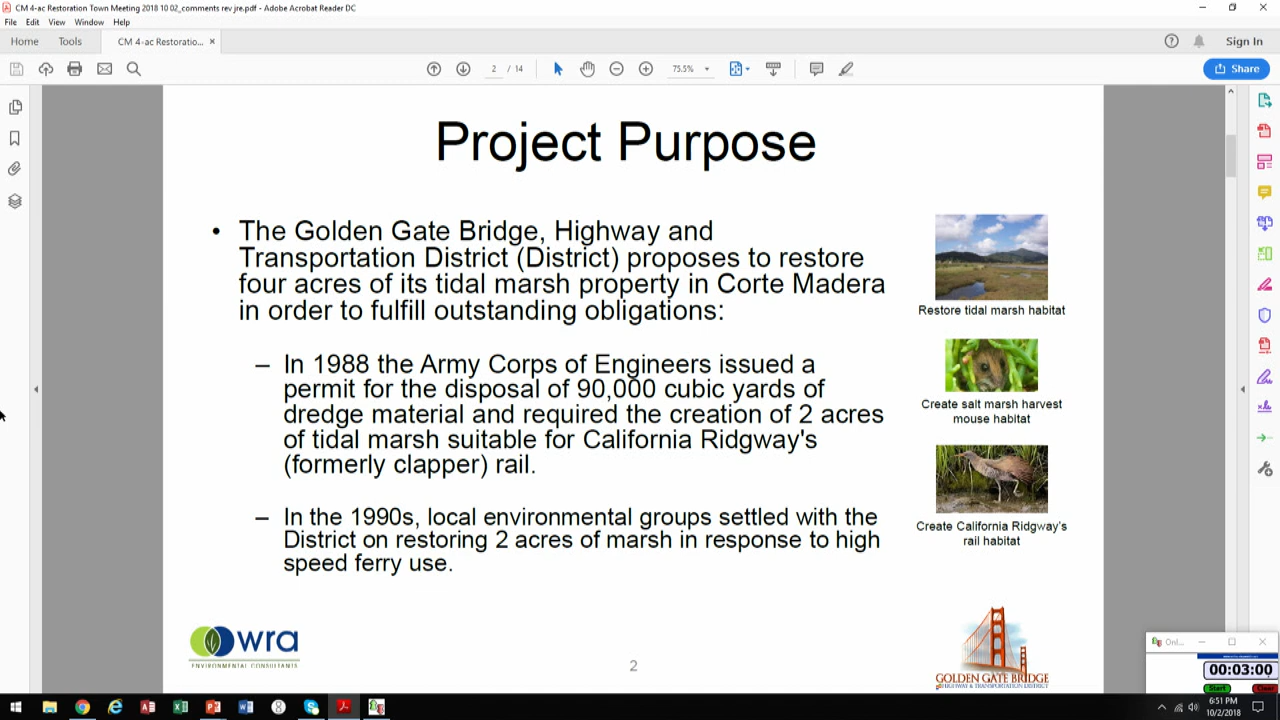 CM 4-ac Restoration Town Meeting 2018 10 02_comments rev jre.pdf - Adobe Acrobat Reader DC
File Edit View Window Help
Home Tools CM 4-ac Restoratio... × Sign In
2 / 14 75.5% Share
Project Purpose
• The Golden Gate Bridge, Highway and
Transportation District (District) proposes to restore
four acres of its tidal marsh property in Corte Madera
in order to fulfill outstanding obligations:
– In 1988 the Army Corps of Engineers issued a
permit for the disposal of 90,000 cubic yards of
dredge material and required the creation of 2 acres
of tidal marsh suitable for California Ridgway's
(formerly clapper) rail.
– In the 1990s, local environmental groups settled with the
District on restoring 2 acres of marsh in response to high
speed ferry use.
Restore tidal marsh habitat
Create salt marsh harvest
mouse habitat
Create California Ridgway's
rail habitat
wra
ENVIRONMENTAL CONSULTANTS
2
GOLDEN GATE BRIDGE
HIGHWAY & TRANSPORTATION DISTRICT
Onl...
00:03:00
Start Clear
6:51 PM
10/2/2018